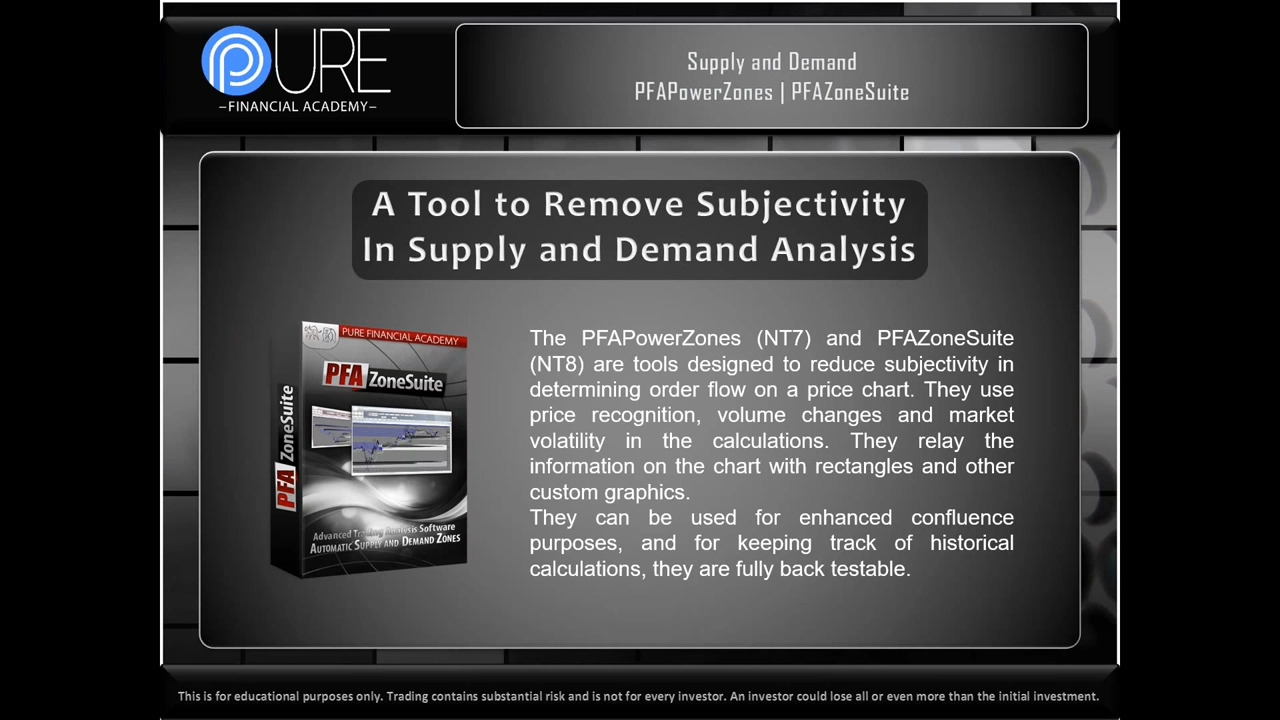 PURE
–FINANCIAL ACADEMY–
Supply and Demand
PFAPowerZones | PFAZoneSuite
A Tool to Remove Subjectivity
In Supply and Demand Analysis
PURE FINANCIAL ACADEMY
PFA ZoneSuite
PFA ZoneSuite
Advanced Trading Analysis Software
AUTOMATIC SUPPLY AND DEMAND ZONES
The PFAPowerZones (NT7) and PFAZoneSuite
(NT8) are tools designed to reduce subjectivity in
determining order flow on a price chart. They use
price recognition, volume changes and market
volatility in the calculations. They relay the
information on the chart with rectangles and other
custom graphics.
They can be used for enhanced confluence
purposes, and for keeping track of historical
calculations, they are fully back testable.
This is for educational purposes only. Trading contains substantial risk and is not for every investor. An investor could lose all or even more than the initial investment.